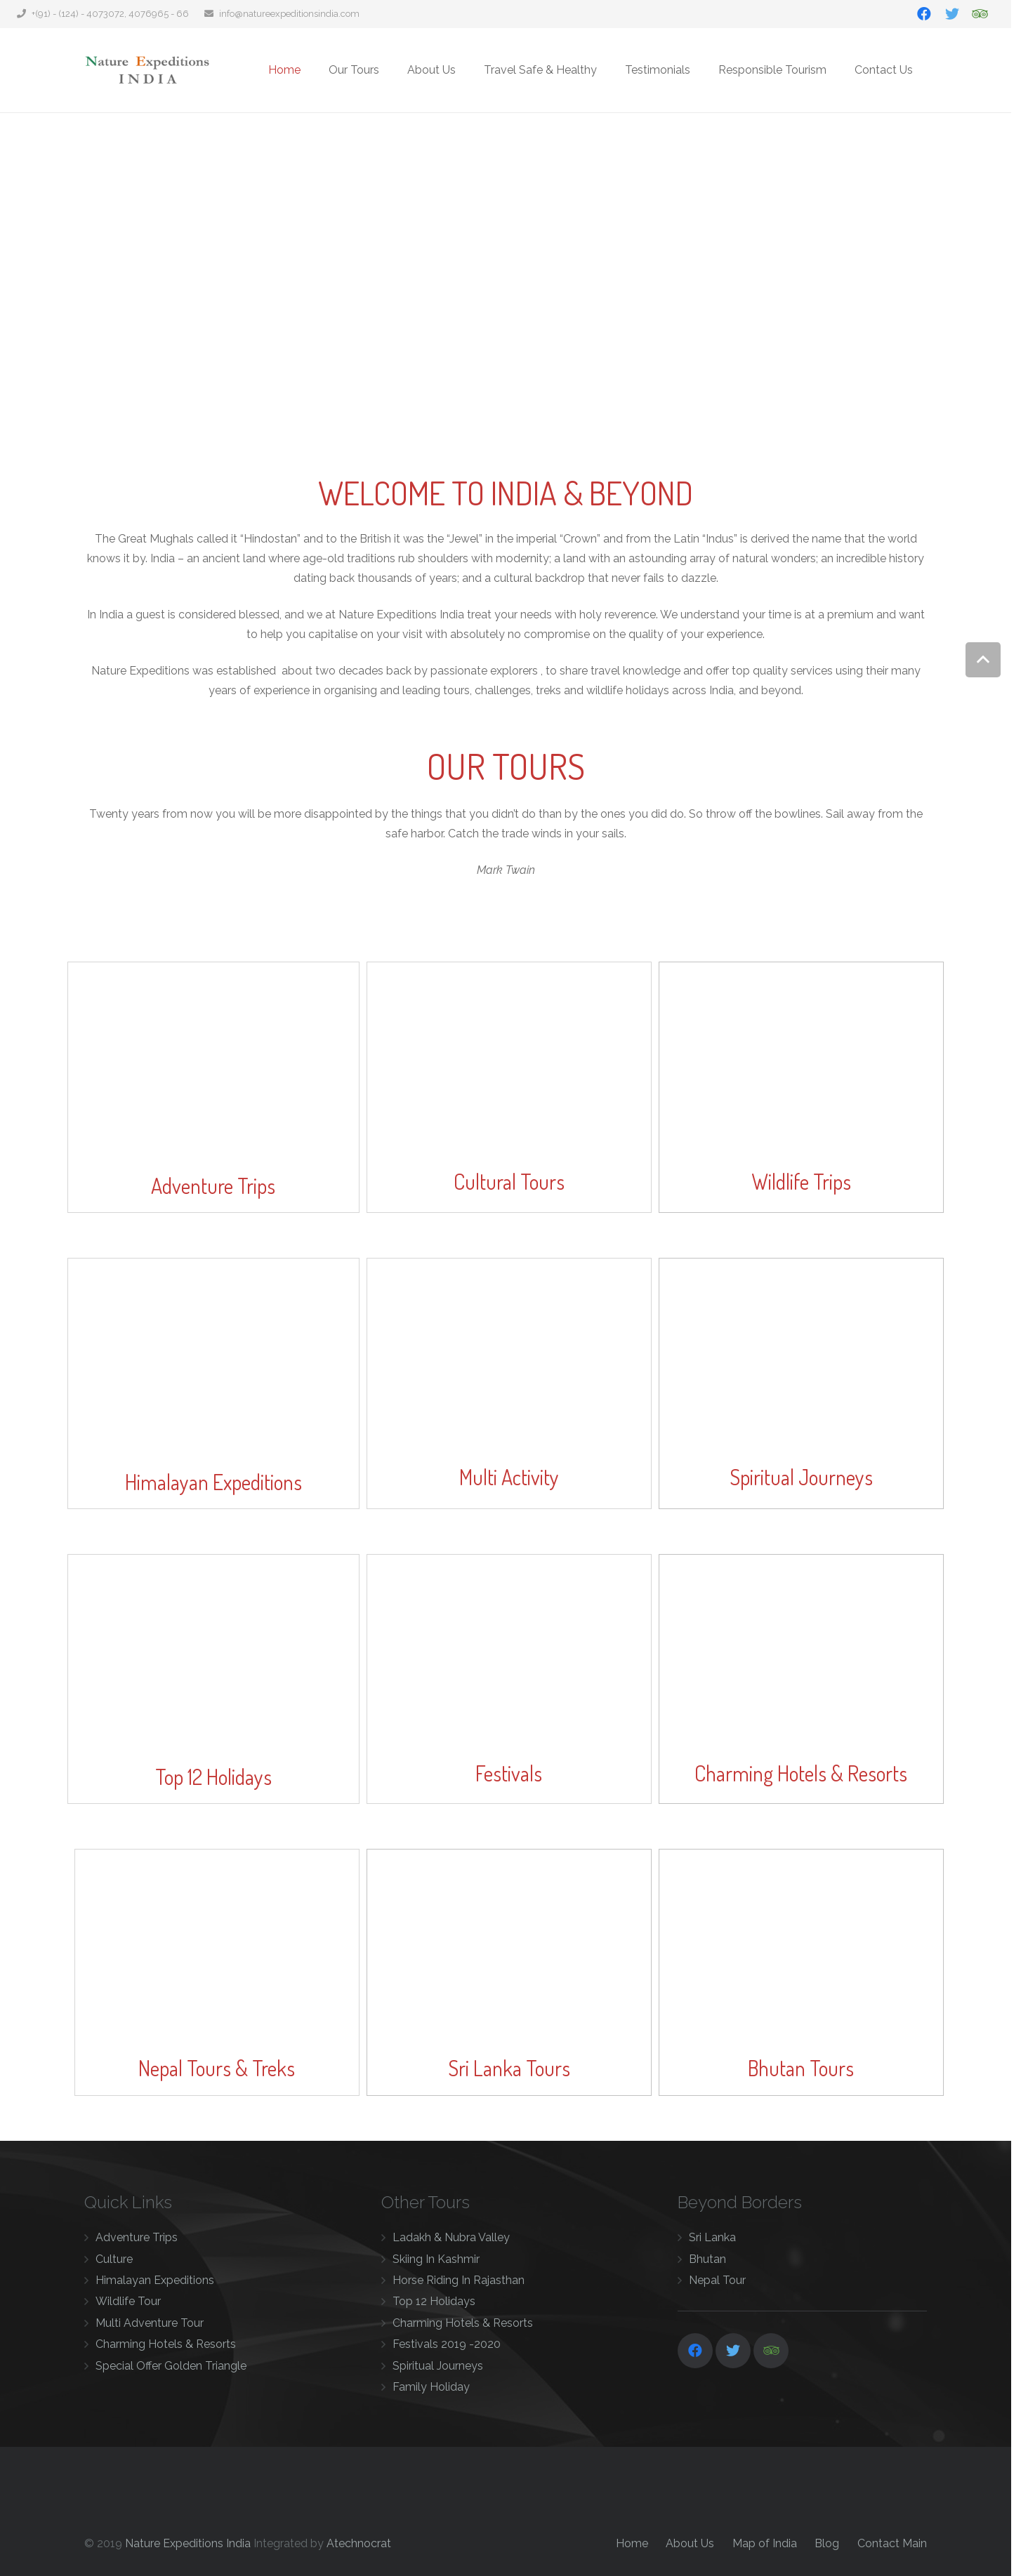 +(91) - (124) - 4073072, 4076965 - 66 info@natureexpeditionsindia.com
Nature Expeditions
INDIA
Home Our Tours About Us Travel Safe & Healthy Testimonials Responsible Tourism Contact Us
WELCOME TO INDIA & BEYOND
The Great Mughals called it “Hindostan” and to the British it was the “Jewel” in the imperial “Crown” and from the Latin “Indus” is derived the name that the world
knows it by. India – an ancient land where age-old traditions rub shoulders with modernity; a land with an astounding array of natural wonders; an incredible history
dating back thousands of years; and a cultural backdrop that never fails to dazzle.
In India a guest is considered blessed, and we at Nature Expeditions India treat your needs with holy reverence. We understand your time is at a premium and want
to help you capitalise on your visit with absolutely no compromise on the quality of your experience.
Nature Expeditions was established about two decades back by passionate explorers , to share travel knowledge and offer top quality services using their many
years of experience in organising and leading tours, challenges, treks and wildlife holidays across India, and beyond.
OUR TOURS
Twenty years from now you will be more disappointed by the things that you didn’t do than by the ones you did do. So throw off the bowlines. Sail away from the
safe harbor. Catch the trade winds in your sails.
Mark Twain
Adventure Trips
Cultural Tours
Wildlife Trips
Himalayan Expeditions
Multi Activity
Spiritual Journeys
Top 12 Holidays
Festivals
Charming Hotels & Resorts
Nepal Tours & Treks
Sri Lanka Tours
Bhutan Tours
Quick Links
Adventure Trips
Culture
Himalayan Expeditions
Wildlife Tour
Multi Adventure Tour
Charming Hotels & Resorts
Special Offer Golden Triangle
Other Tours
Ladakh & Nubra Valley
Skiing In Kashmir
Horse Riding In Rajasthan
Top 12 Holidays
Charming Hotels & Resorts
Festivals 2019 -2020
Spiritual Journeys
Family Holiday
Beyond Borders
Sri Lanka
Bhutan
Nepal Tour
© 2019 Nature Expeditions India Integrated by Atechnocrat
Home About Us Map of India Blog Contact Main